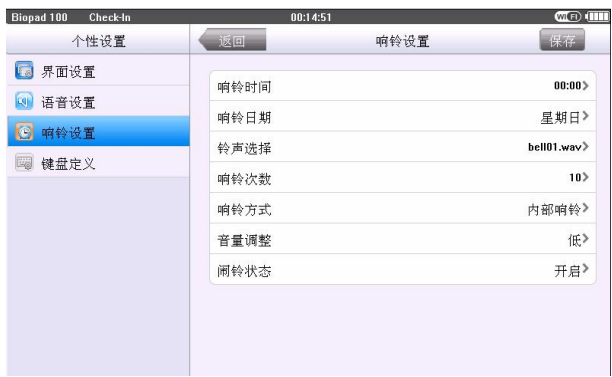 Biopad 100 Check-In 00:14:51 WiFi
个性设置 返回 响铃设置 保存
界面设置
语音设置
响铃设置
键盘定义
响铃时间 00:00
响铃日期 星期日
铃声选择 bell01.wav
响铃次数 10
响铃方式 内部响铃
音量调整 低
闹铃状态 开启